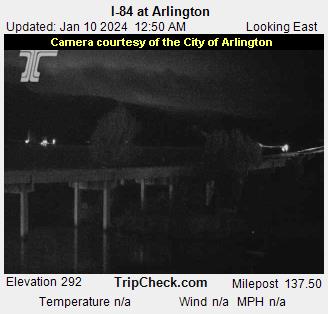 I-84 at Arlington
Updated: Jan 10 2024 12:50 AM Looking East
Camera courtesy of the City of Arlington
Elevation 292 TripCheck.com Milepost 137.50
Temperature n/a Wind n/a MPH n/a